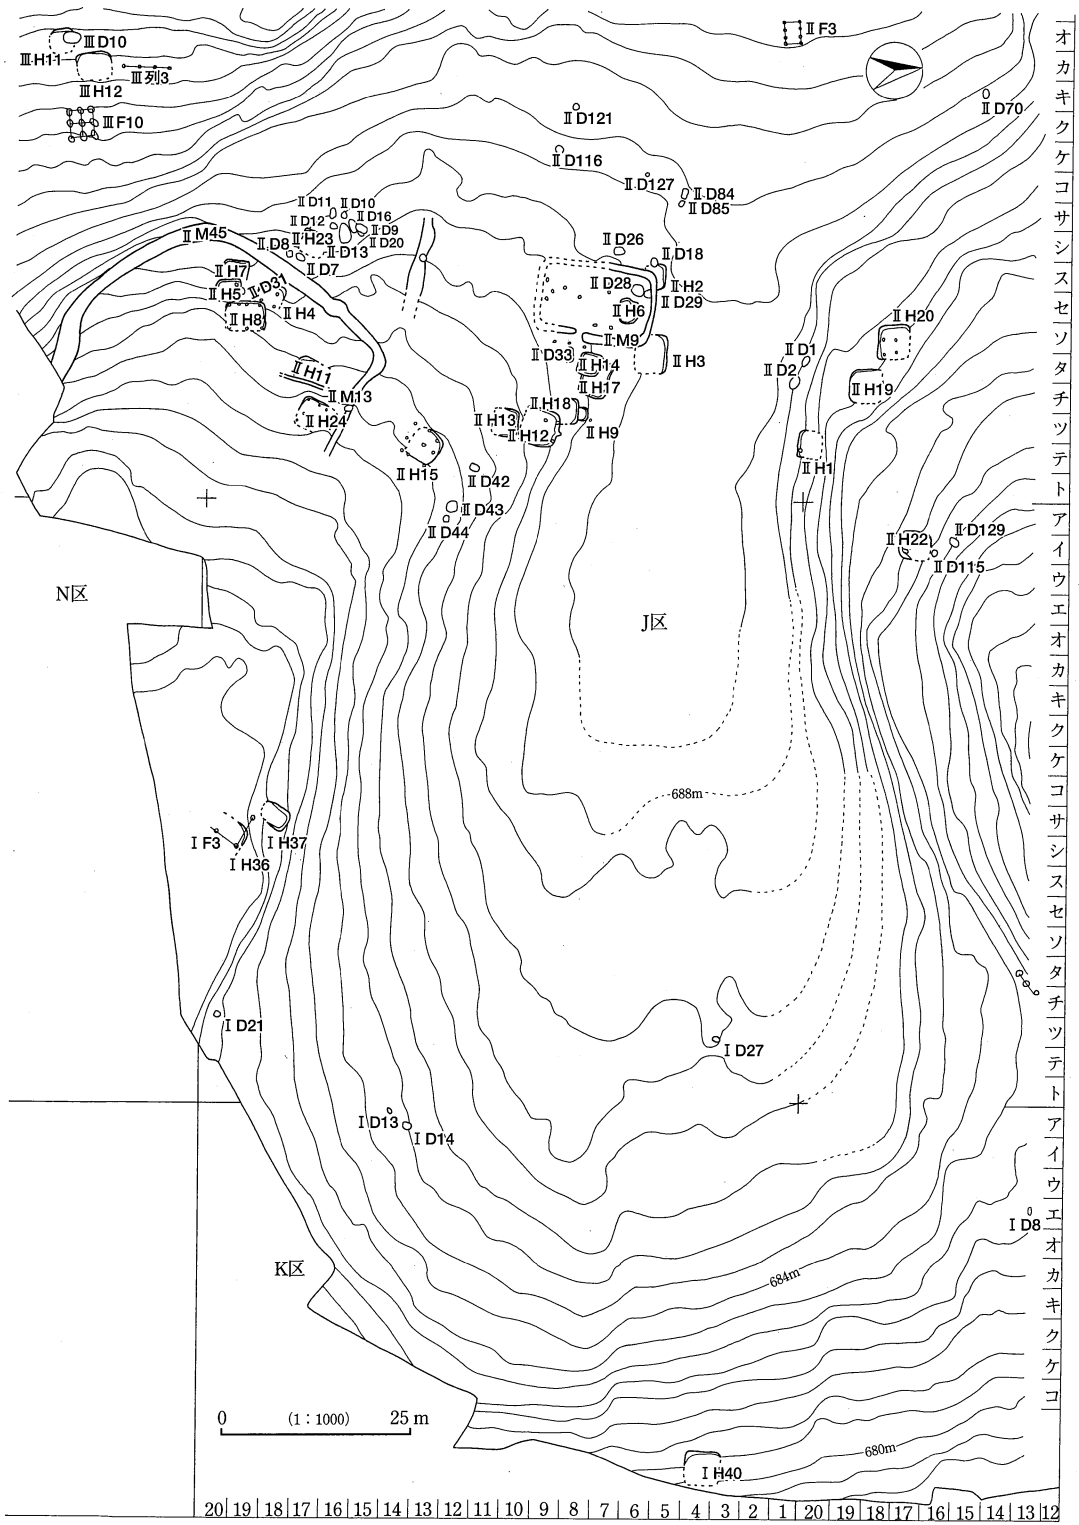 ⅢD10
ⅢH11
Ⅲ列3
ⅢH12
ⅢF10
ⅡF3
ⅡD70
ⅡD121
ⅡD116
ⅡD127
ⅡD84
ⅡD85
ⅡD11
ⅡD10
ⅡD16
ⅡD12
ⅡD9
ⅡM45
ⅡH23
ⅡD20
ⅡD8
ⅡD13
ⅡD7
ⅡD26
ⅡD18
ⅡH7
ⅡD31
ⅡH5
ⅡD28
ⅡH2
ⅡD29
ⅡH4
ⅡH6
ⅡH8
ⅡH20
ⅡM9
ⅡD33
ⅡH3
ⅡD1
ⅡH14
ⅡD2
ⅡH11
ⅡH17
ⅡH19
ⅡM13
ⅡH18
ⅡH24
ⅡH13
ⅡH12
ⅡH9
ⅡH15
ⅡH1
ⅡD42
ⅡD43
ⅡD44
ⅡD129
ⅡH22
ⅡD115
N区
J区
688m
ⅠF3
ⅠH37
ⅠH36
ⅠD21
ⅠD27
ⅠD13
ⅠD14
ⅠD8
K区
684m
0 (1:1000) 25m
680m
ⅠH40
オ
カ
キ
ク
ケ
コ
サ
シ
ス
セ
ソ
タ
チ
ツ
テ
ト
ア
イ
ウ
エ
オ
カ
キ
ク
ケ
コ
サ
シ
ス
セ
ソ
タ
チ
ツ
テ
ト
ア
イ
ウ
エ
オ
カ
キ
ク
ケ
コ
20 19 18 17 16 15 14 13 12 11 10 9 8 7 6 5 4 3 2 1 20 19 18 17 16 15 14 13 12